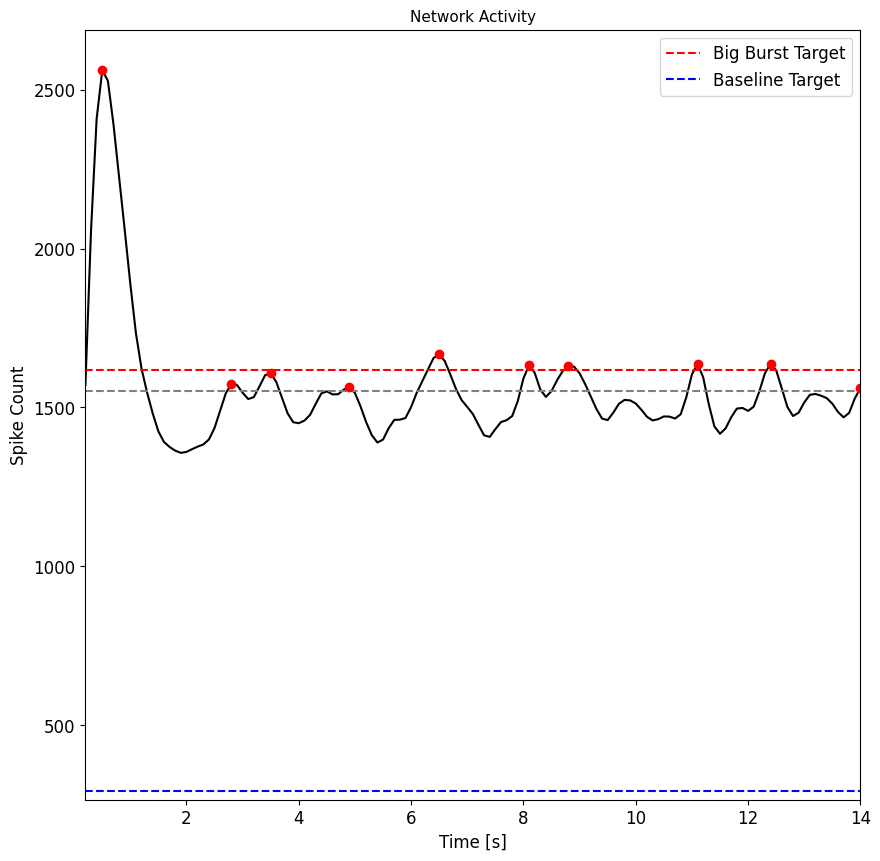 Network Activity
Big Burst Target
Baseline Target
Spike Count
2500
2000
1500
1000
500
2 4 6 8 10 12 14
Time [s]